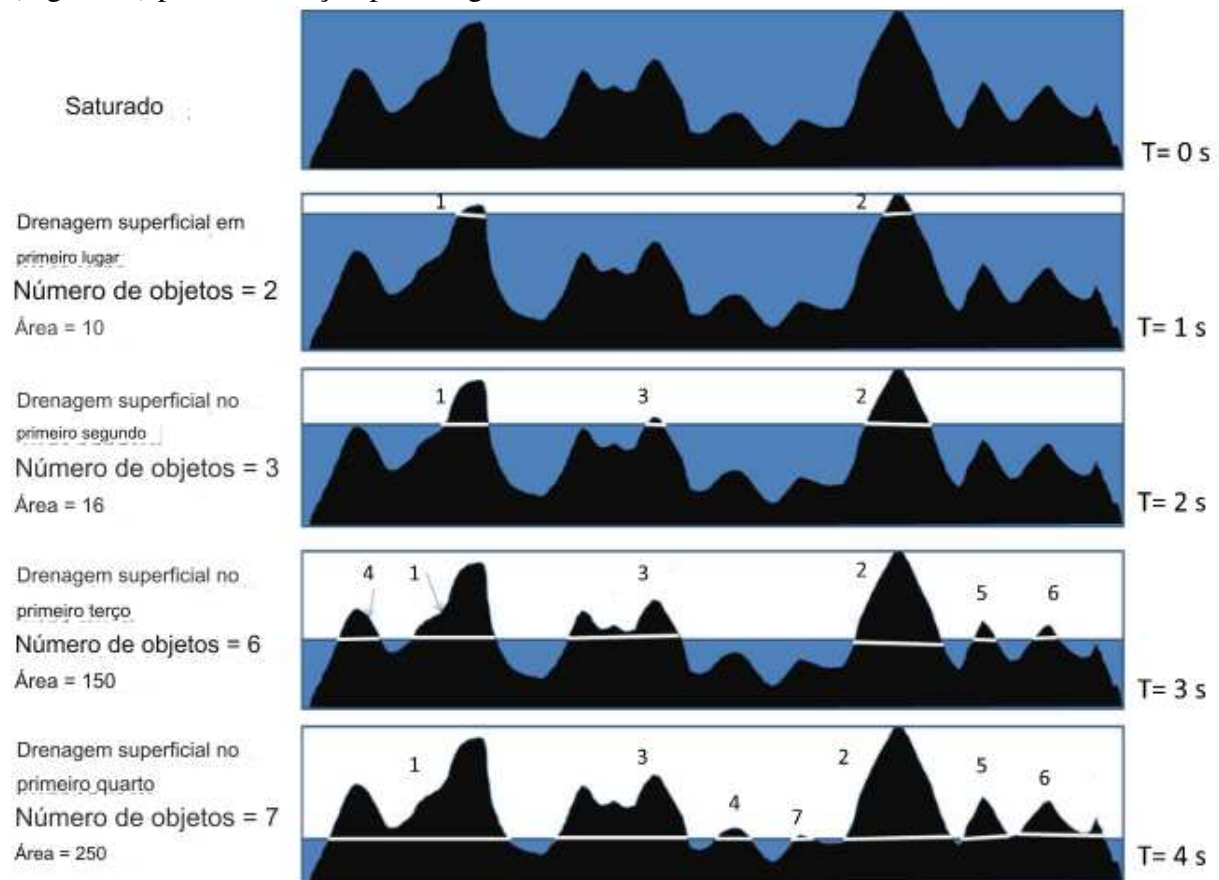 Saturado
T= 0 s
Drenagem superficial em
primeiro lugar
Número de objetos = 2
Área = 10
1
2
T= 1 s
Drenagem superficial no
primeiro segundo
Número de objetos = 3
Área = 16
1
3
2
T= 2 s
Drenagem superficial no
primeiro terço
Número de objetos = 6
Área = 150
4
1
3
2
5
6
T= 3 s
Drenagem superficial no
primeiro quarto
Número de objetos = 7
Área = 250
1
3
4
7
2
5
6
T= 4 s